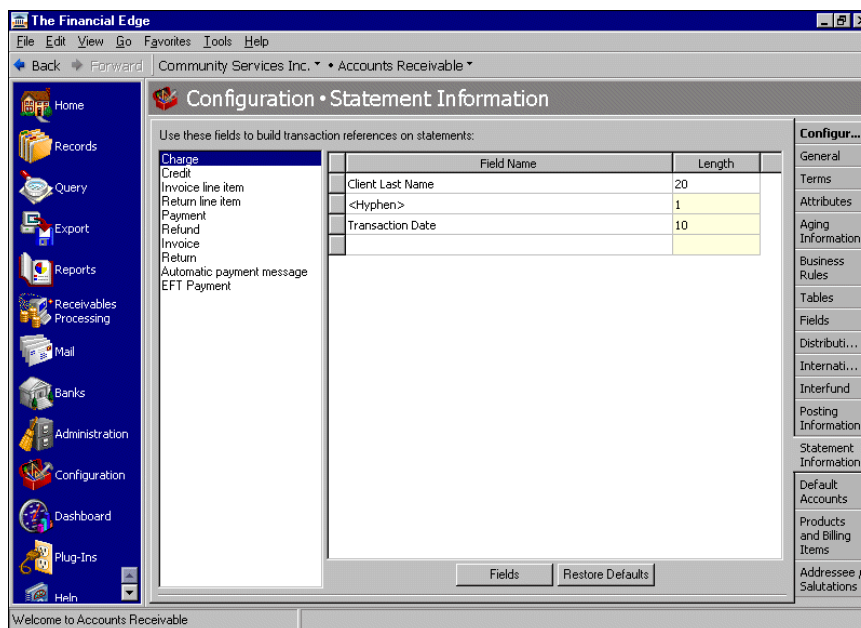 The Financial Edge
File Edit View Go Favorites Tools Help
Back Forward Community Services Inc. • Accounts Receivable
Configuration • Statement Information
Home
Records
Query
Export
Reports
Receivables
Processing
Mail
Banks
Administration
Configuration
Dashboard
Plug-Ins
Help
Use these fields to build transaction references on statements:
Charge
Credit
Invoice line item
Return line item
Payment
Refund
Invoice
Return
Automatic payment message
EFT Payment
Field Name Length
Client Last Name 20
<Hyphen> 1
Transaction Date 10
Fields Restore Defaults
Configur...
General
Terms
Attributes
Aging
Information
Business
Rules
Tables
Fields
Distributi...
Internati...
Interfund
Posting
Information
Statement
Information
Default
Accounts
Products
and Billing
Items
Addressee /
Salutations
Welcome to Accounts Receivable